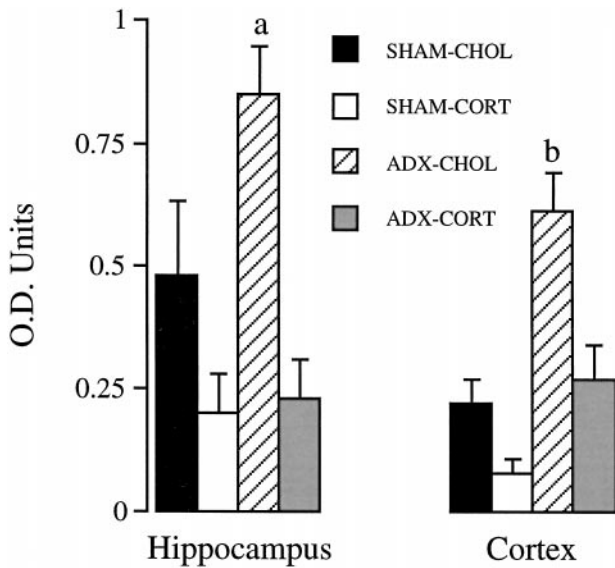 O.D. Units
1
0.75
0.5
0.25
0
a
b
SHAM-CHOL
SHAM-CORT
ADX-CHOL
ADX-CORT
Hippocampus
Cortex